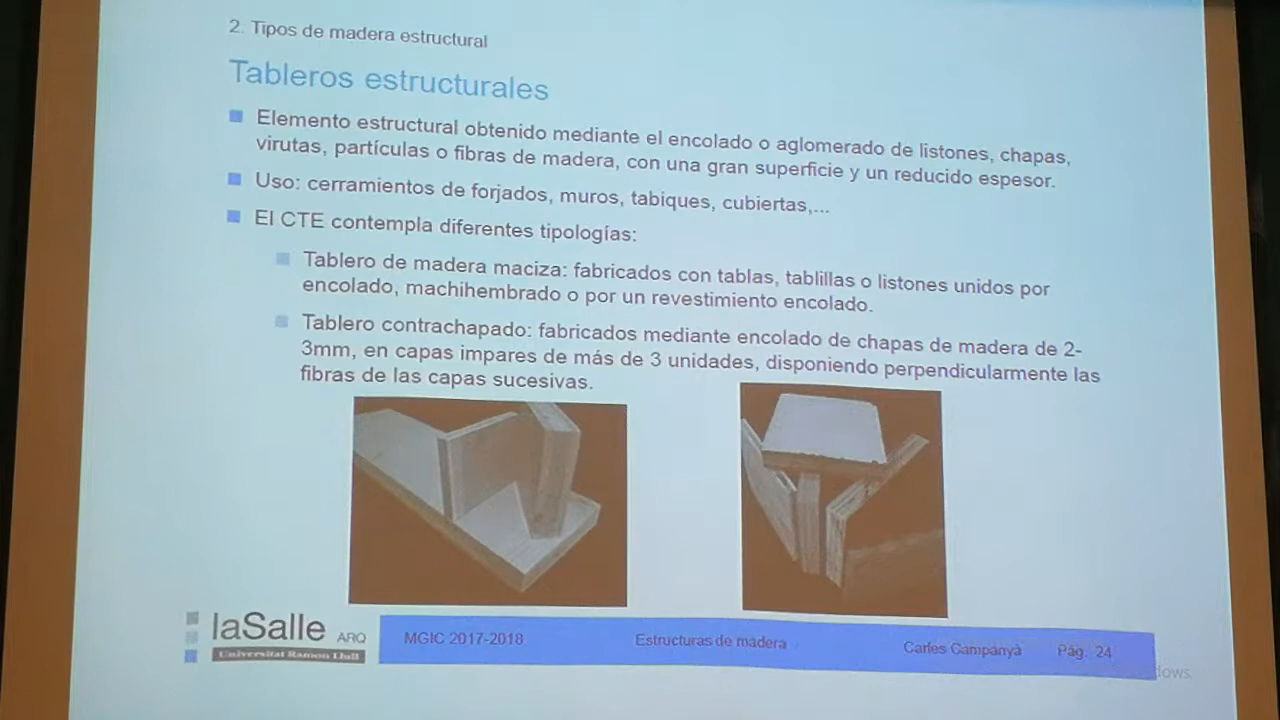 2. Tipos de madera estructural
Tableros estructurales
Elemento estructural obtenido mediante el encolado o aglomerado de listones, chapas,
virutas, partículas o fibras de madera, con una gran superficie y un reducido espesor.
Uso: cerramientos de forjados, muros, tabiques, cubiertas,...
El CTE contempla diferentes tipologías:
Tablero de madera maciza: fabricados con tablas, tablillas o listones unidos por
encolado, machihembrado o por un revestimiento encolado.
Tablero contrachapado: fabricados mediante encolado de chapas de madera de 2-
3mm, en capas impares de más de 3 unidades, disponiendo perpendicularmente las
fibras de las capas sucesivas.
laSalle ARQ
Universitat Ramon Llull
MGIC 2017-2018 Estructuras de madera Carles Campanyà Pág. 24
dows.